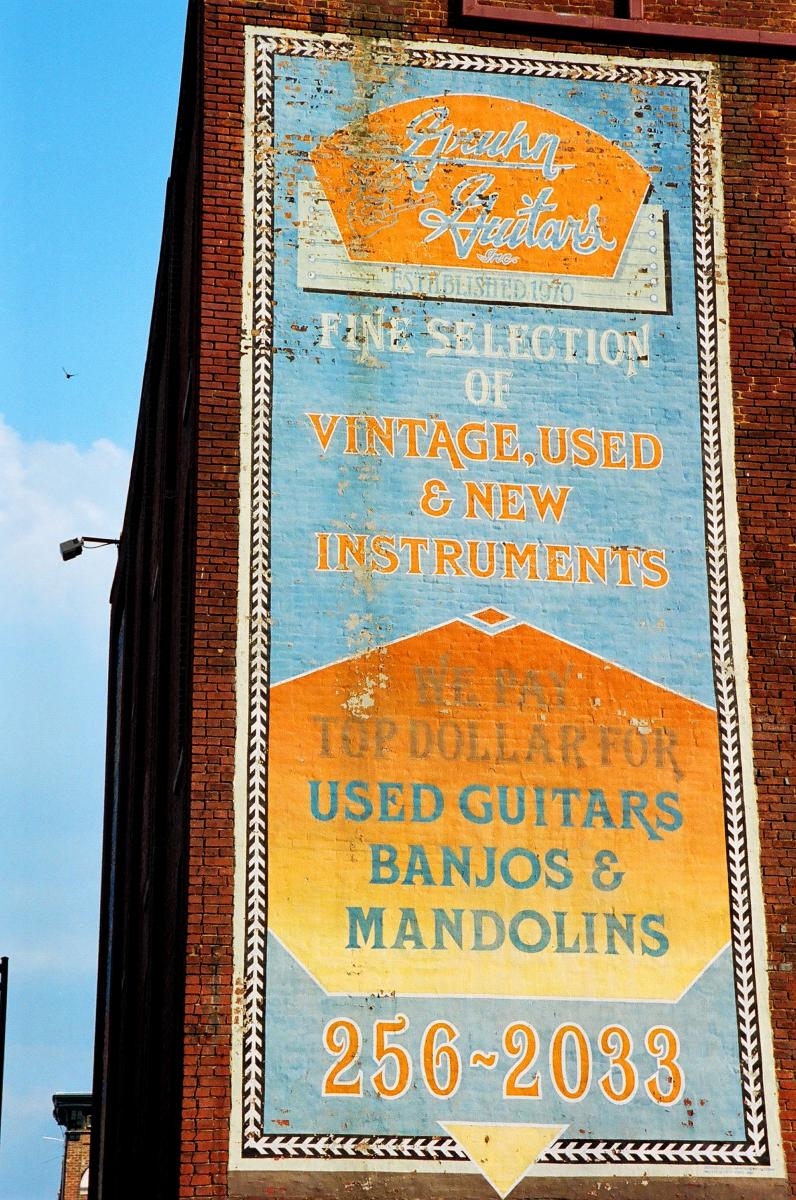 Gruhn
Guitars
Inc.
ESTABLISHED 1970
FINE SELECTION
OF
VINTAGE, USED
& NEW
INSTRUMENTS
WE PAY
TOP DOLLAR FOR
USED GUITARS
BANJOS &
MANDOLINS
256~2033